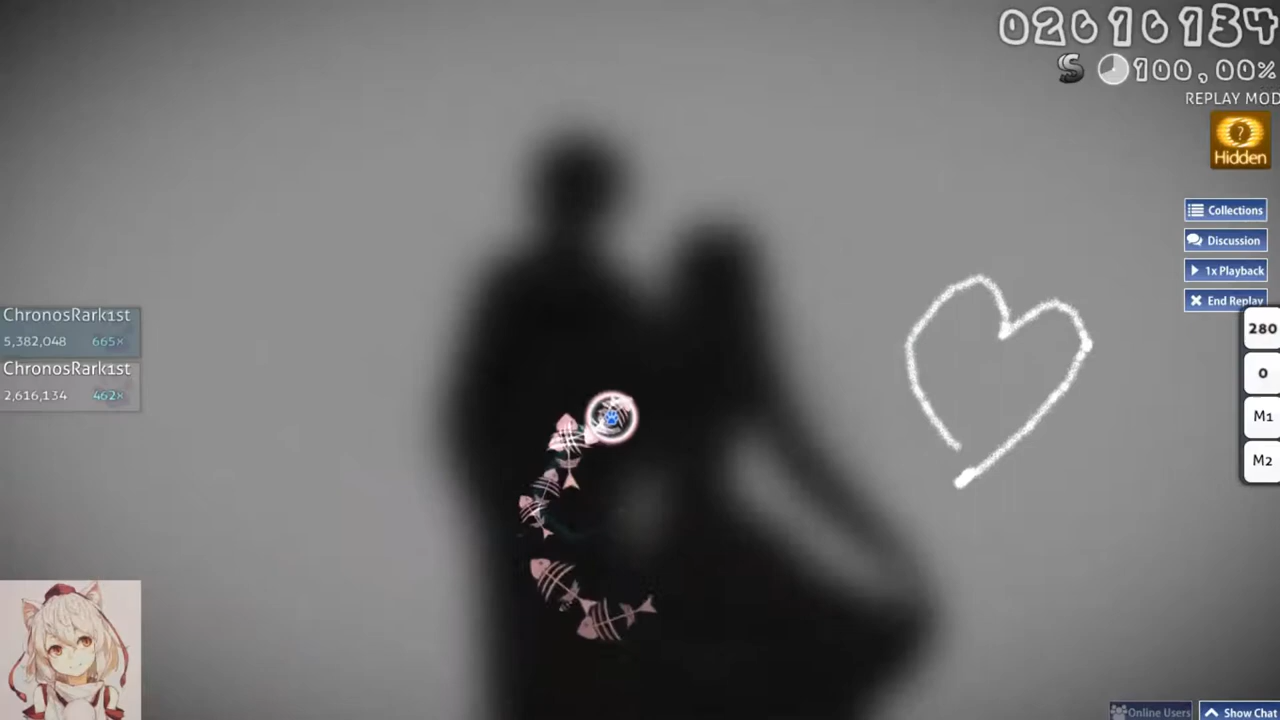 02616134
S 100,00%
REPLAY MOD
? Hidden
Collections
Discussion
1x Playback
End Replay
ChronosRark1st
5,382,048 665x
280
ChronosRark1st
2,616,134 462x
0
M1
M2
Online Users
Show Chat